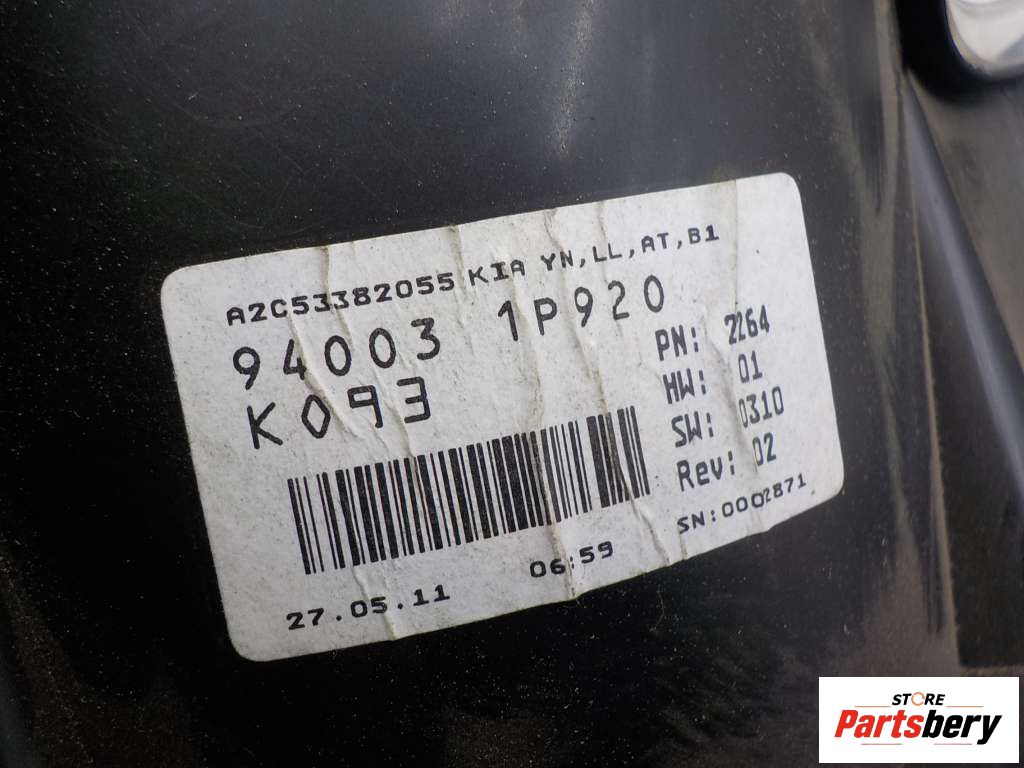 A2C53382055 KIA YN,LL,AT,B1
94003 1P920
K093
PN: 2264
HW: 01
SW: 0310
Rev: 02
SN:0002871
27.05.11 06:59
STORE
Partsbery